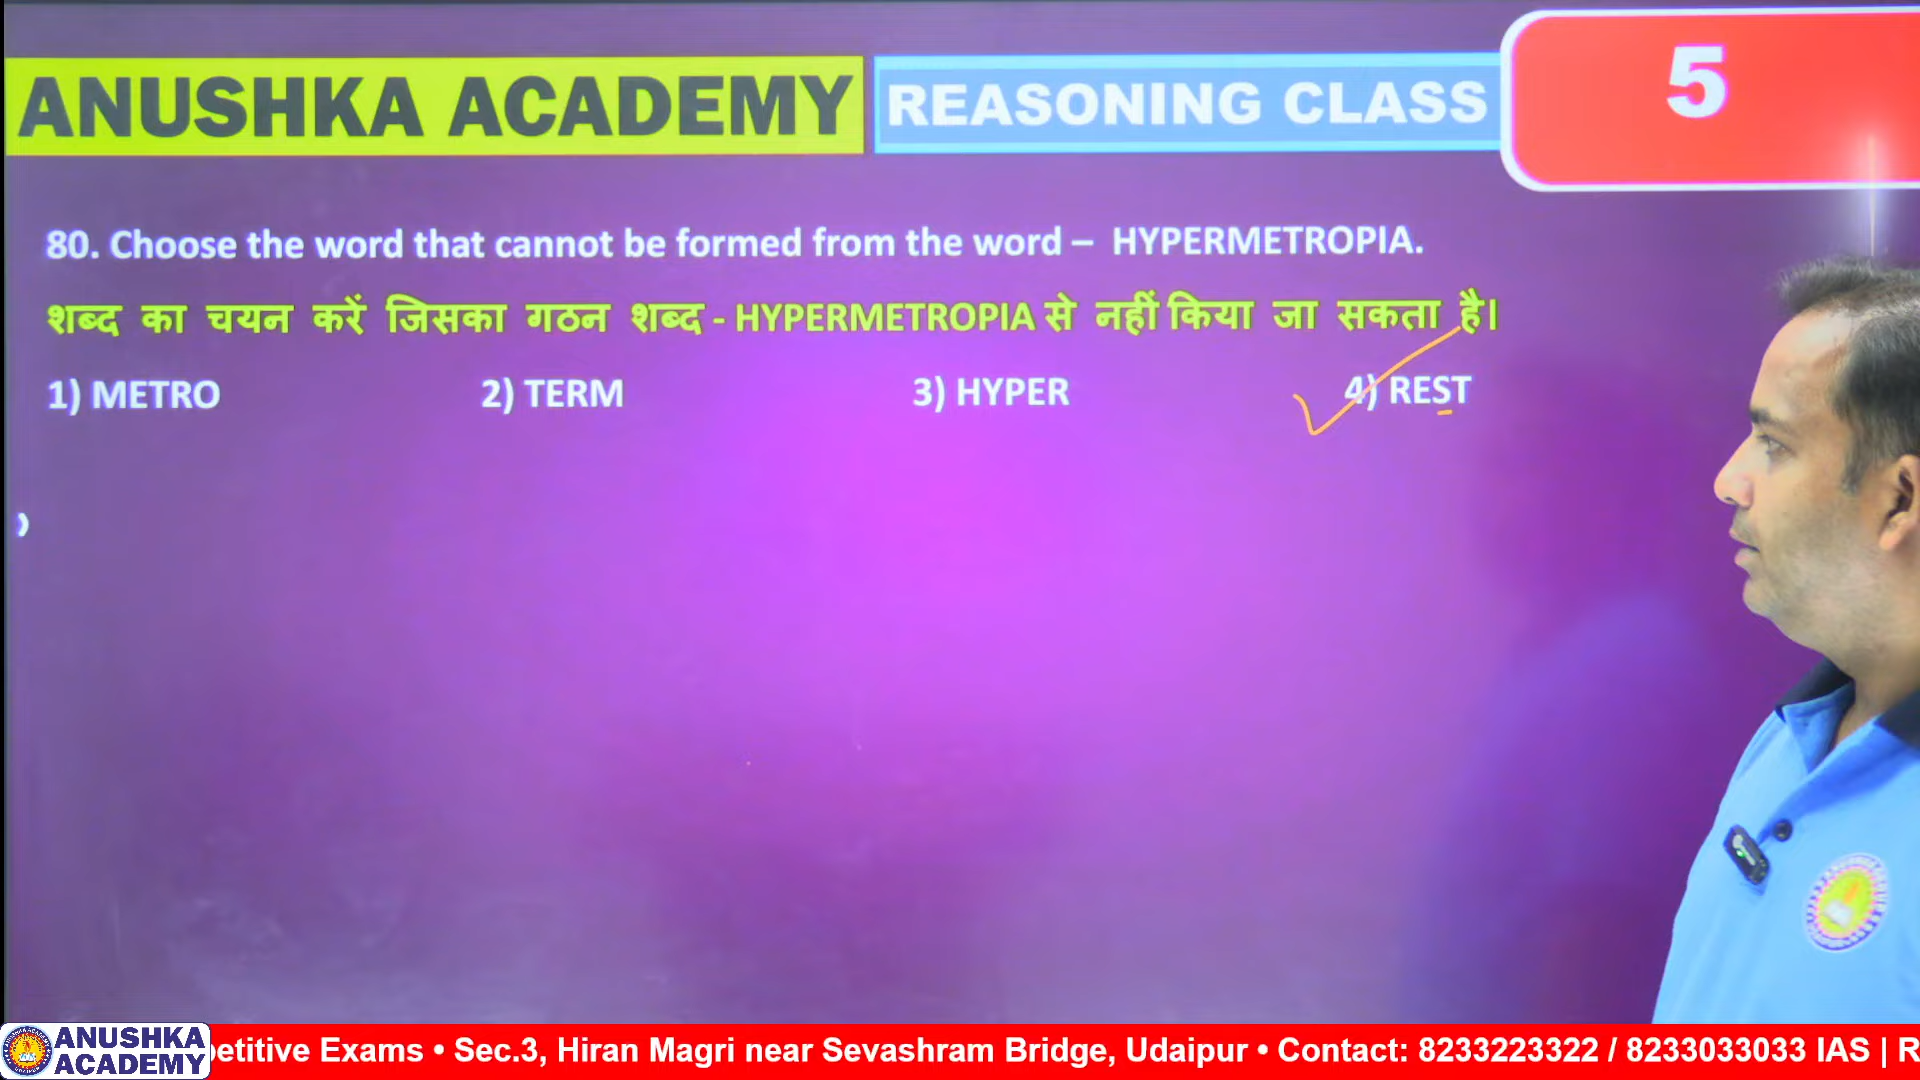 ANUSHKA ACADEMY REASONING CLASS 5
80. Choose the word that cannot be formed from the word – HYPERMETROPIA.
शब्द का चयन करें जिसका गठन शब्द - HYPERMETROPIA से नहीं किया जा सकता है।
1) METRO 2) TERM 3) HYPER 4) REST
ANUSHKA ACADEMY
petitive Exams • Sec.3, Hiran Magri near Sevashram Bridge, Udaipur • Contact: 8233223322 / 8233033033 IAS | R